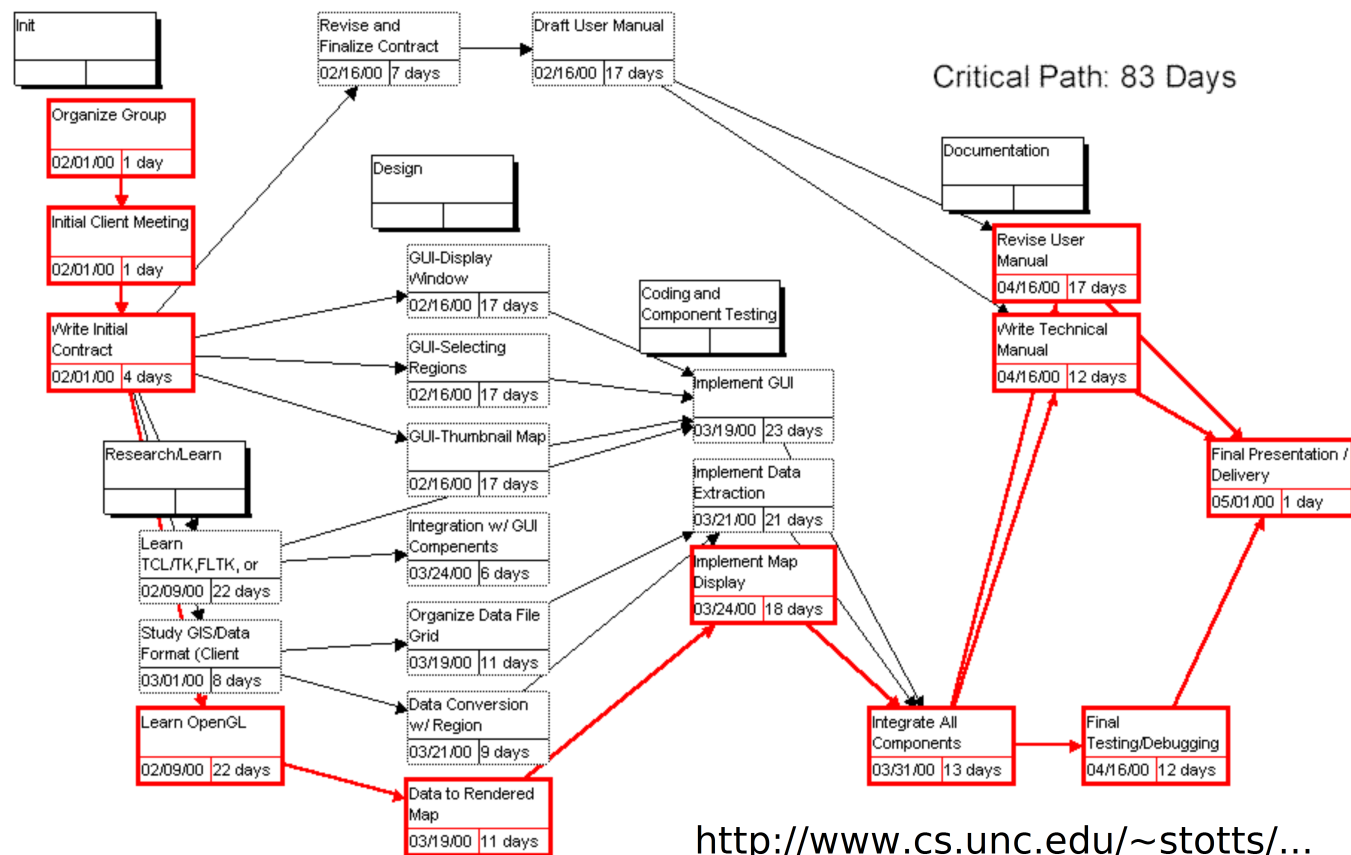 Init
Organize Group
02/01/00 1 day
Initial Client Meeting
02/01/00 1 day
Write Initial
Contract
02/01/00 4 days
Revise and
Finalize Contract
02/16/00 7 days
Draft User Manual
02/16/00 17 days
Critical Path: 83 Days
Design
GUI-Display
Window
02/16/00 17 days
GUI-Selecting
Regions
02/16/00 17 days
GUI-Thumbnail Map
02/16/00 17 days
Integration w/ GUI
Compenents
03/24/00 6 days
Organize Data File
Grid
03/19/00 11 days
Data Conversion
w/ Region
03/21/00 9 days
Data to Rendered
Map
03/19/00 11 days
Research/Learn
Learn
TCL/TK,FLTK, or
02/09/00 22 days
Study GIS/Data
Format (Client
03/01/00 8 days
Learn OpenGL
02/09/00 22 days
Coding and
Component Testing
Implement GUI
03/19/00 23 days
Implement Data
Extraction
03/21/00 21 days
Implement Map
Display
03/24/00 18 days
Documentation
Revise User
Manual
04/16/00 17 days
Write Technical
Manual
04/16/00 12 days
Final Presentation /
Delivery
05/01/00 1 day
Integrate All
Components
03/31/00 13 days
Final
Testing/Debugging
04/16/00 12 days
http://www.cs.unc.edu/~stotts/...